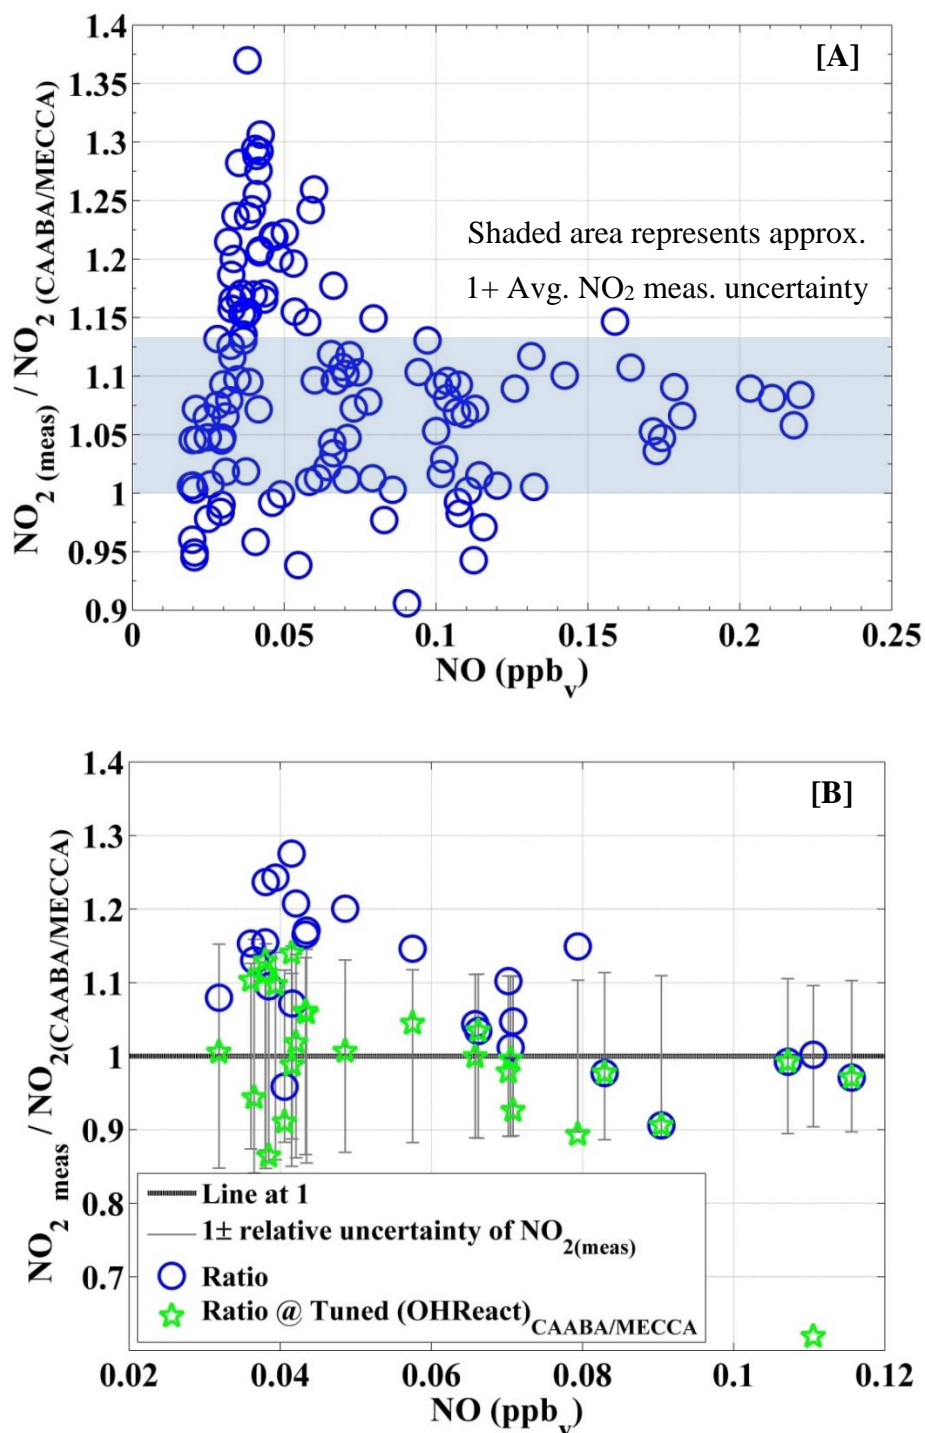 [A]
NO2 (meas) / NO2 (CAABA/MECCA)
1.4
1.35
1.3
1.25
1.2
1.15
1.1
1.05
1
0.95
0.9
Shaded area represents approx.
1+ Avg. NO2 meas. uncertainty
0 0.05 0.1 0.15 0.2 0.25
NO (ppbv)
[B]
NO2 meas / NO2(CAABA/MECCA)
1.4
1.3
1.2
1.1
1
0.9
0.8
0.7
Line at 1
1± relative uncertainty of NO2(meas)
Ratio
Ratio @ Tuned (OHReact)CAABA/MECCA
0.02 0.04 0.06 0.08 0.1 0.12
NO (ppbv)